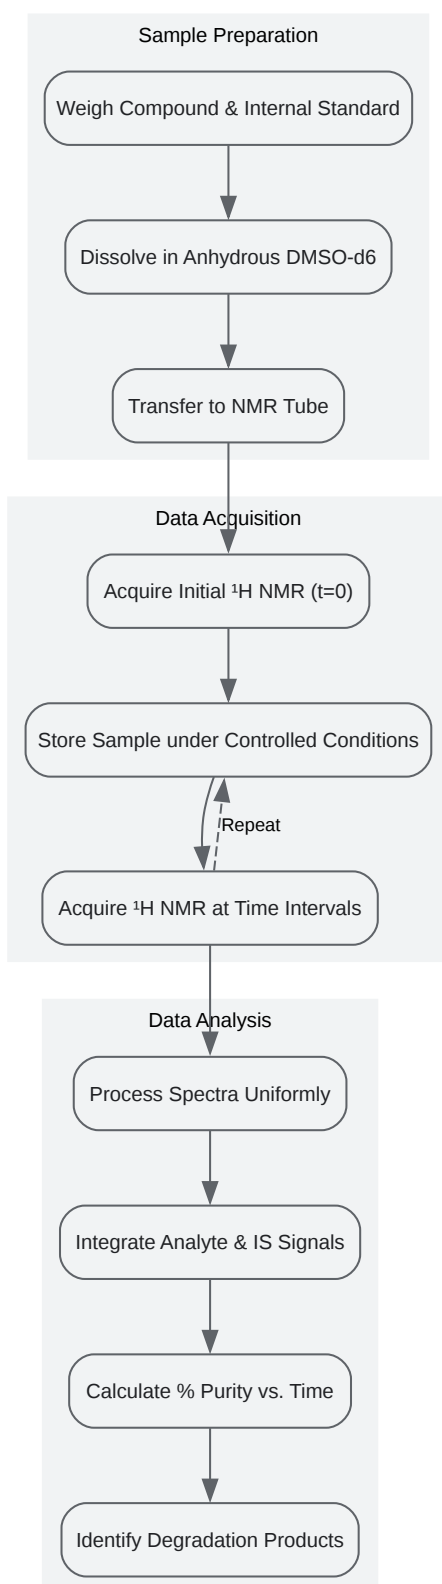 Sample Preparation
Weigh Compound & Internal Standard
Dissolve in Anhydrous DMSO-d6
Transfer to NMR Tube
Data Acquisition
Acquire Initial ¹H NMR (t=0)
Store Sample under Controlled Conditions
Repeat
Acquire ¹H NMR at Time Intervals
Data Analysis
Process Spectra Uniformly
Integrate Analyte & IS Signals
Calculate % Purity vs. Time
Identify Degradation Products